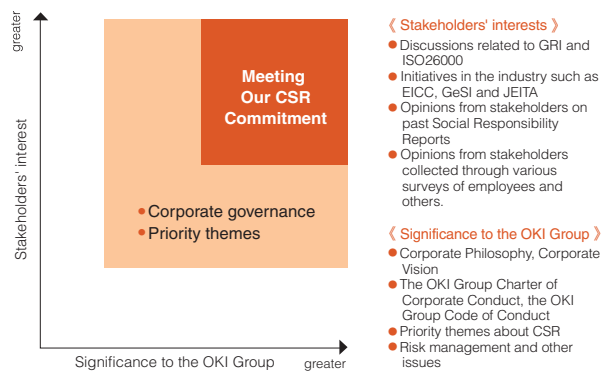 greater
Stakeholders' interest
Meeting
Our CSR
Commitment
• Corporate governance
• Priority themes
Significance to the OKI Group
greater
《 Stakeholders' interests 》
● Discussions related to GRI and
ISO26000
● Initiatives in the industry such as
EICC, GeSI and JEITA
● Opinions from stakeholders on
past Social Responsibility
Reports
● Opinions from stakeholders
collected through various
surveys of employees and
others.
《 Significance to the OKI Group 》
● Corporate Philosophy, Corporate
Vision
● The OKI Group Charter of
Corporate Conduct, the OKI
Group Code of Conduct
● Priority themes about CSR
● Risk management and other
issues